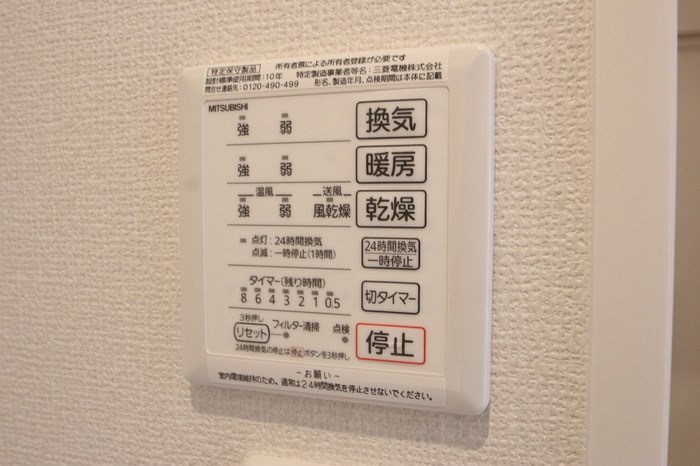 特定保守製品 所有者票による所有者登録が必要です
設計標準使用期間:10年 特定製造事業者等名:三菱電機株式会社
問合せ連絡先:0120-490-499 形名、製造年月、点検期間は本体に記載
MITSUBISHI
強 弱 換気
強 弱 暖房
温風 送風
強 弱 風乾燥 乾燥
点灯:24時間換気 24時間換気
点滅:一時停止(1時間) 一時停止
タイマー(残り時間)
8 6 4 3 2 1 0.5 切タイマー
3秒押し
リセット フィルター清掃 点検 停止
24時間換気の停止は停止ボタンを3秒押し
-お願い-
室内環境維持のため、通常は24時間換気を停止させないでください。